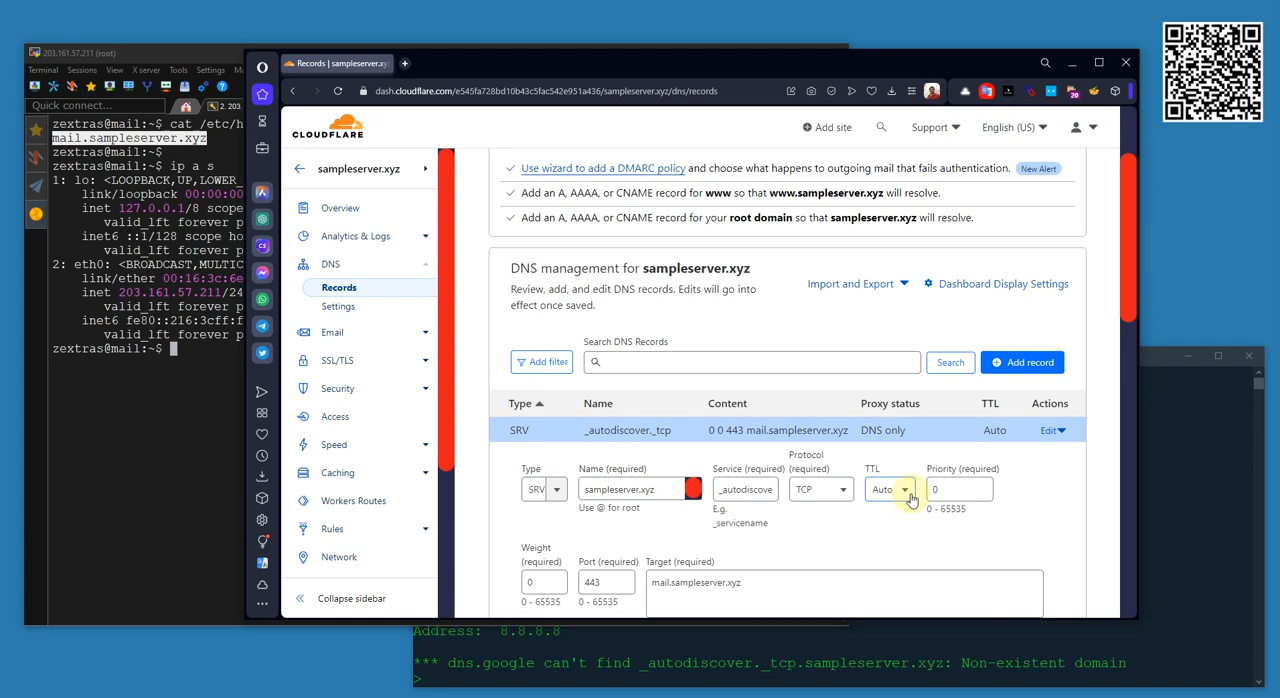 203.161.57.211 (root)
Terminal Sessions View X server Tools Settings
Quick connect...
2. 203.
zextras@mail:~$ cat /etc/h
mail.sampleserver.xyz
zextras@mail:~$
zextras@mail:~$ ip a s
1: lo: <LOOPBACK,UP,LOWER_
link/loopback 00:00:00
inet 127.0.0.1/8 scope
valid_lft forever p
inet6 ::1/128 scope ho
valid_lft forever p
2: eth0: <BROADCAST,MULTIC
link/ether 00:16:3c:6e
inet 203.161.57.211/24
valid_lft forever p
inet6 fe80::216:3cff:f
valid_lft forever p
zextras@mail:~$
Records | sampleserver.xyz
dash.cloudflare.com/e545fa728bd10b43c5fac542e951a436/sampleserver.xyz/dns/records
20
CLOUDFLARE
Add site
Support
English (US)
sampleserver.xyz
Overview
Analytics & Logs
DNS
Records
Settings
Email
SSL/TLS
Security
Access
Speed
Caching
Workers Routes
Rules
Network
Collapse sidebar
Use wizard to add a DMARC policy and choose what happens to outgoing mail that fails authentication. New Alert
Add an A, AAAA, or CNAME record for www so that www.sampleserver.xyz will resolve.
Add an A, AAAA, or CNAME record for your root domain so that sampleserver.xyz will resolve.
DNS management for sampleserver.xyz
Review, add, and edit DNS records. Edits will go into
effect once saved.
Import and Export
Dashboard Display Settings
Search DNS Records
Add filter
Search
Add record
Type Name Content Proxy status TTL Actions
SRV _autodiscover._tcp 0 0 443 mail.sampleserver.xyz DNS only Auto Edit
Type
SRV
Name (required)
sampleserver.xyz
Use @ for root
Service (required)
_autodiscove
E.g.
_servicename
Protocol
(required)
TCP
TTL
Auto
Priority (required)
0
0 - 65535
Weight
(required)
0
0 - 65535
Port (required)
443
0 - 65535
Target (required)
mail.sampleserver.xyz
Address: 8.8.8.8
*** dns.google can't find _autodiscover._tcp.sampleserver.xyz: Non-existent domain
>